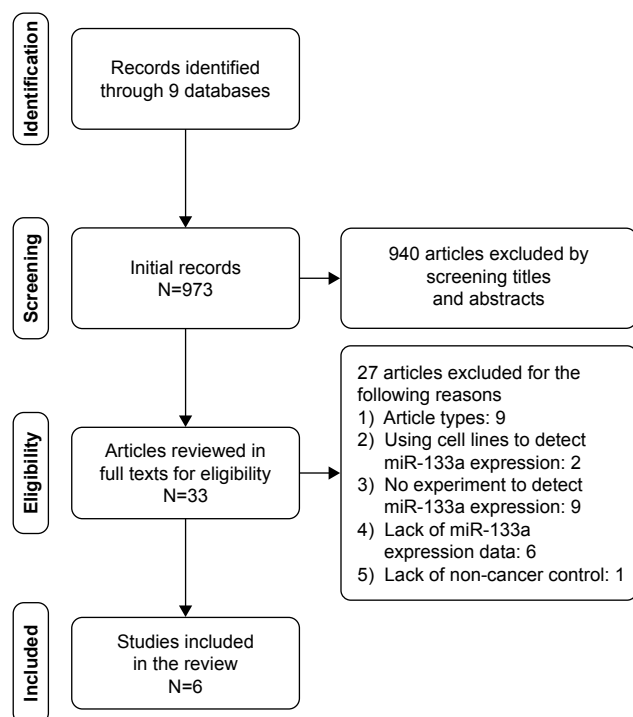 Identification
Records identified
through 9 databases
Screening
Initial records
N=973
940 articles excluded by
screening titles
and abstracts
Eligibility
Articles reviewed in
full texts for eligibility
N=33
27 articles excluded for the
following reasons
1) Article types: 9
2) Using cell lines to detect
miR-133a expression: 2
3) No experiment to detect
miR-133a expression: 9
4) Lack of miR-133a
expression data: 6
5) Lack of non-cancer control: 1
Included
Studies included
in the review
N=6